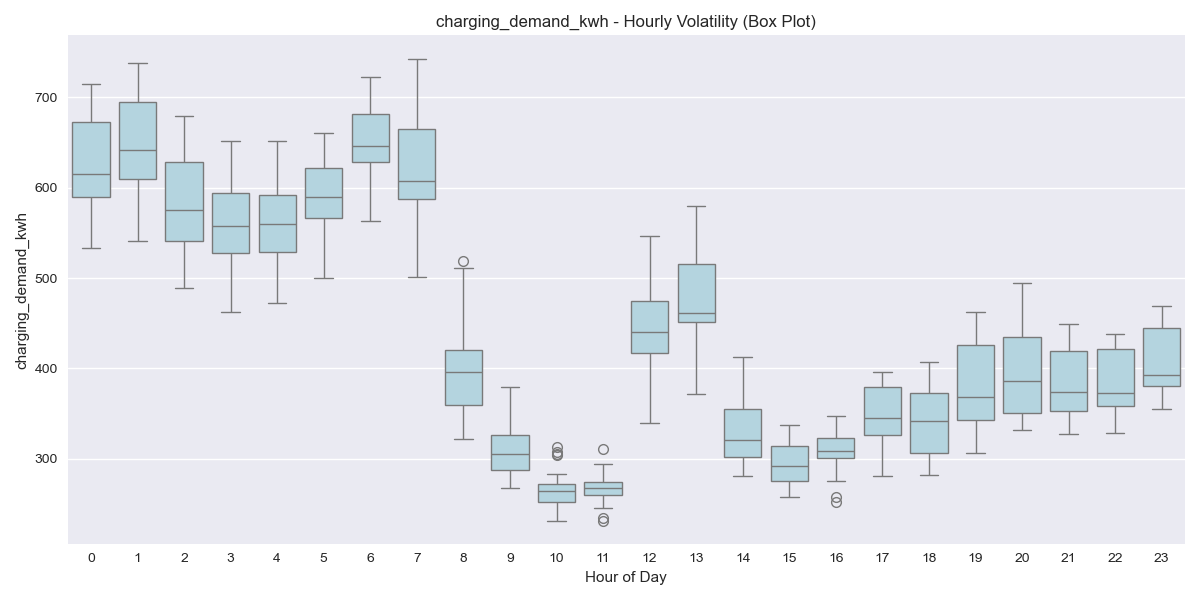 charging_demand_kwh - Hourly Volatility (Box Plot)
charging_demand_kwh
700
600
500
400
300
0 1 2 3 4 5 6 7 8 9 10 11 12 13 14 15 16 17 18 19 20 21 22 23
Hour of Day